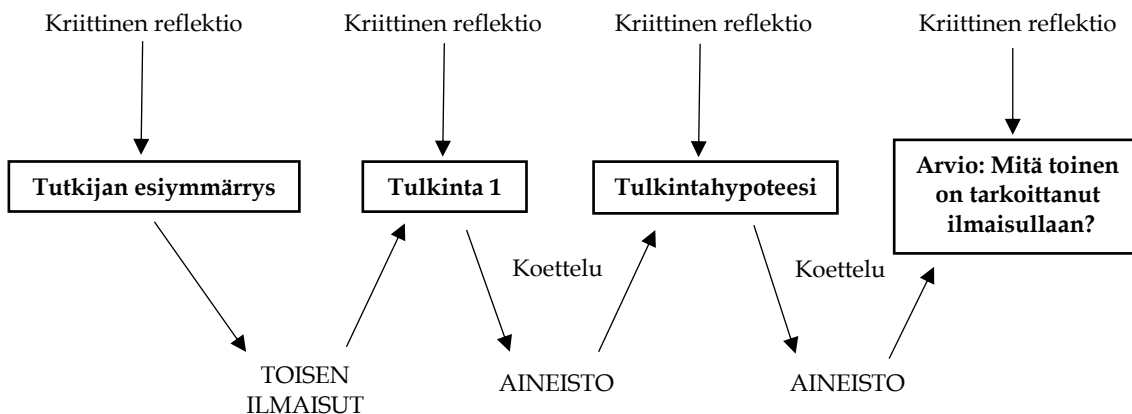 Kriittinen reflektio
Kriittinen reflektio
Kriittinen reflektio
Kriittinen reflektio
Tutkijan esiymmärrys
Tulkinta 1
Tulkintahypoteesi
Arvio: Mitä toinen
on tarkoittanut
ilmaisullaan?
Koettelu
Koettelu
TOISEN
ILMAISUT
AINEISTO
AINEISTO